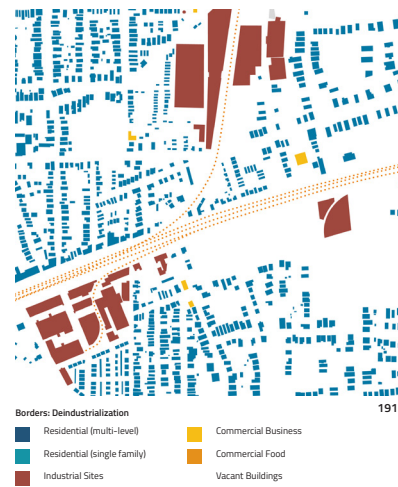 191
Borders: Deindustrialization
Residential (multi-level)
Commercial Business
Residential (single family)
Commercial Food
Industrial Sites
Vacant Buildings